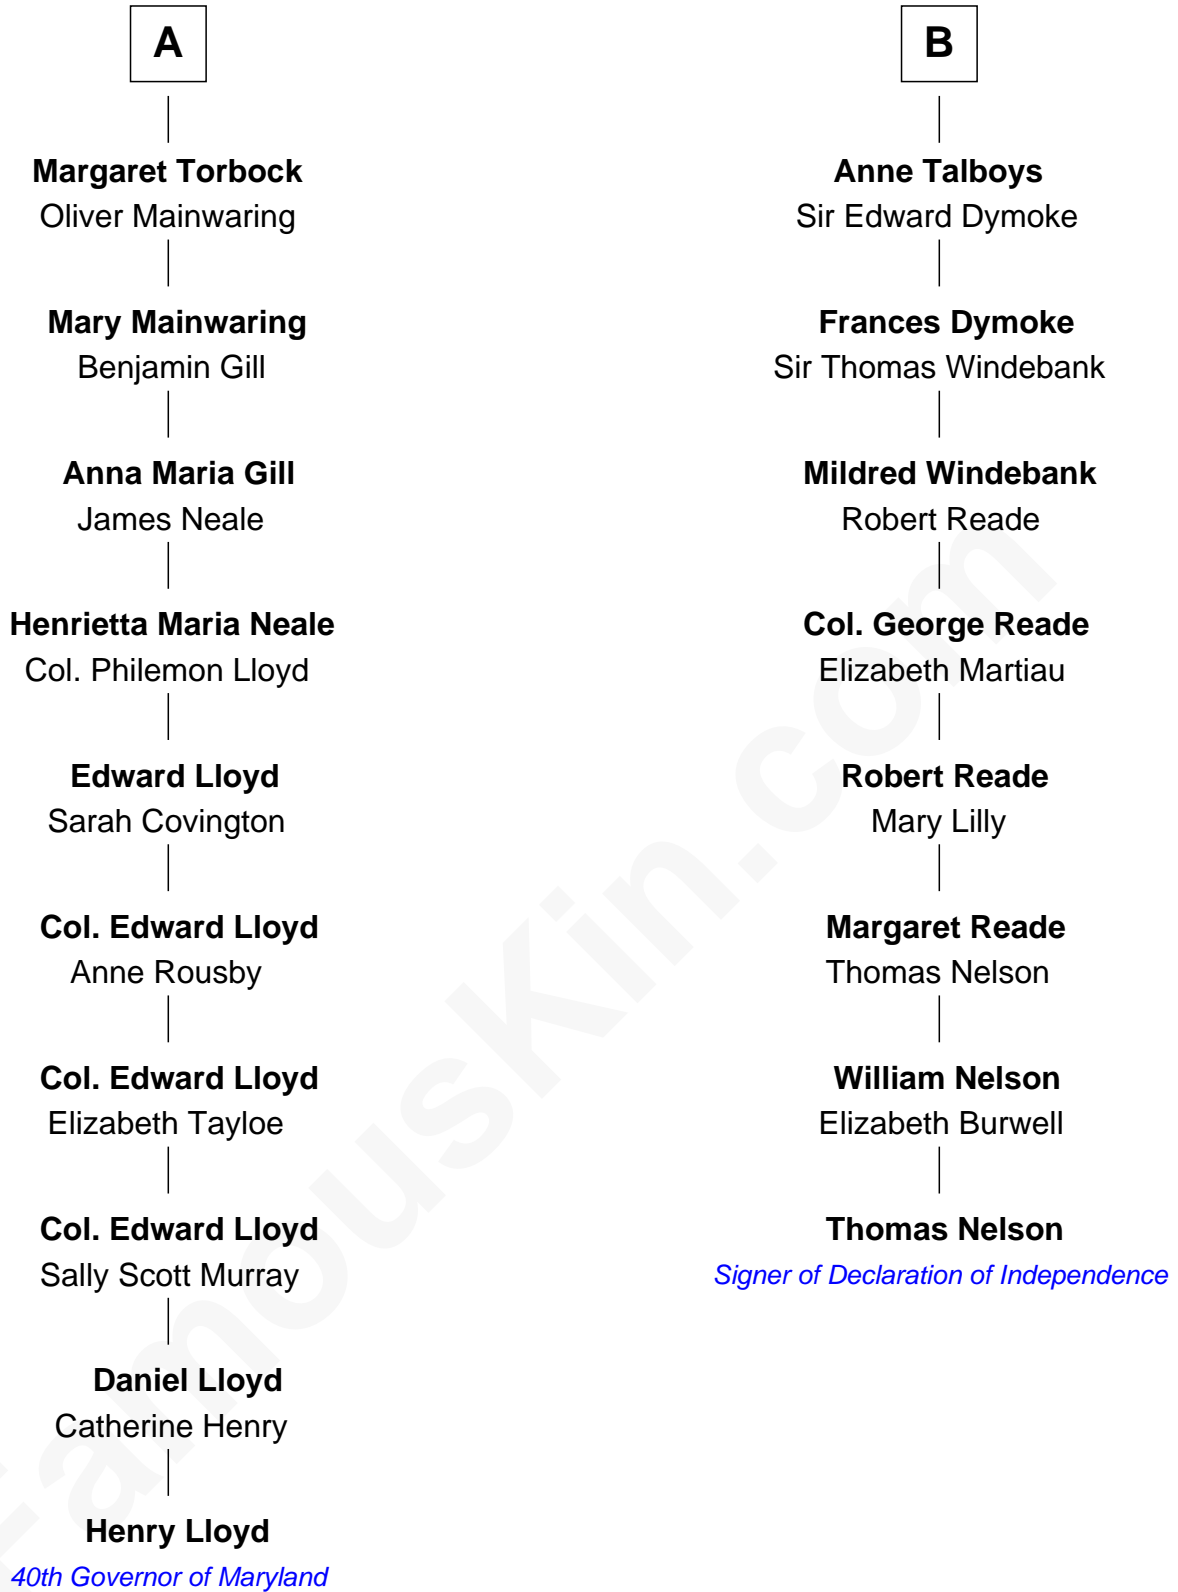 A
Margaret Torbock
Oliver Mainwaring
Mary Mainwaring
Benjamin Gill
Anna Maria Gill
James Neale
Henrietta Maria Neale
Col. Philemon Lloyd
Edward Lloyd
Sarah Covington
Col. Edward Lloyd
Anne Rousby
Col. Edward Lloyd
Elizabeth Tayloe
Col. Edward Lloyd
Sally Scott Murray
Daniel Lloyd
Catherine Henry
Henry Lloyd
40th Governor of Maryland
B
Anne Talboys
Sir Edward Dymoke
Frances Dymoke
Sir Thomas Windebank
Mildred Windebank
Robert Reade
Col. George Reade
Elizabeth Martiau
Robert Reade
Mary Lilly
Margaret Reade
Thomas Nelson
William Nelson
Elizabeth Burwell
Thomas Nelson
Signer of Declaration of Independence
FamousKin.com